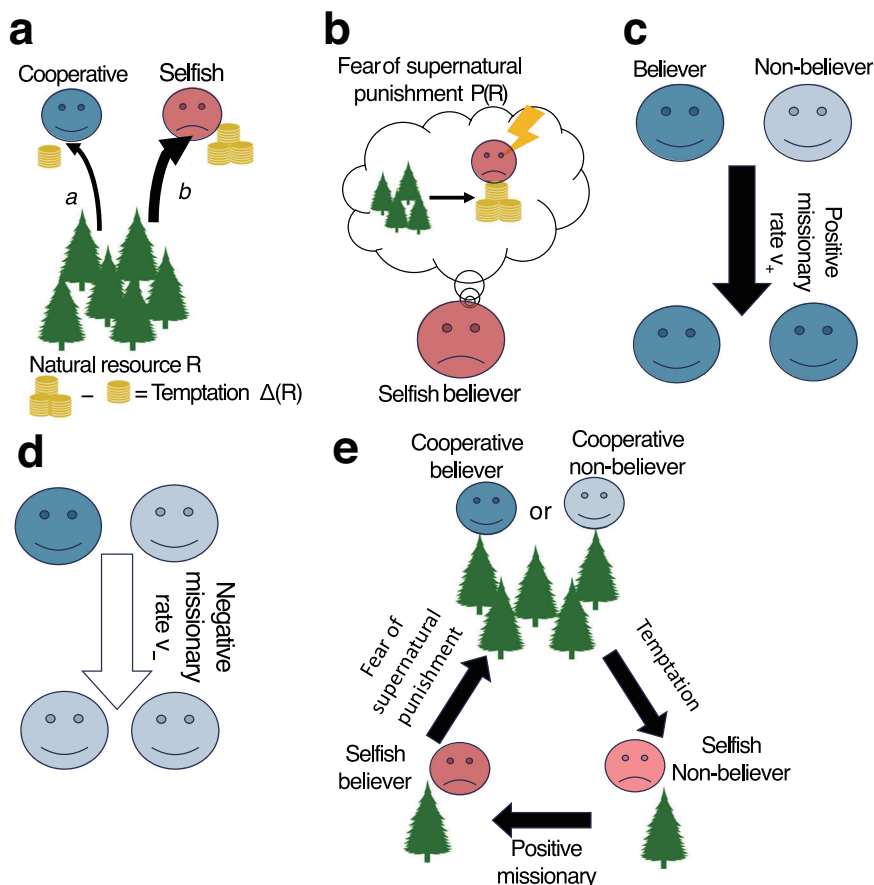 a
Cooperative
Selfish
a
b
Natural resource R
– = Temptation Δ(R)
b
Fear of supernatural
punishment P(R)
Selfish believer
c
Believer
Non-believer
Positive
missionary
rate v₊
d
Negative
missionary
rate v₋
e
Cooperative
believer
or
Cooperative
non-believer
Fear of
supernatural
punishment
Temptation
Selfish
believer
Selfish
Non-believer
Positive
missionary